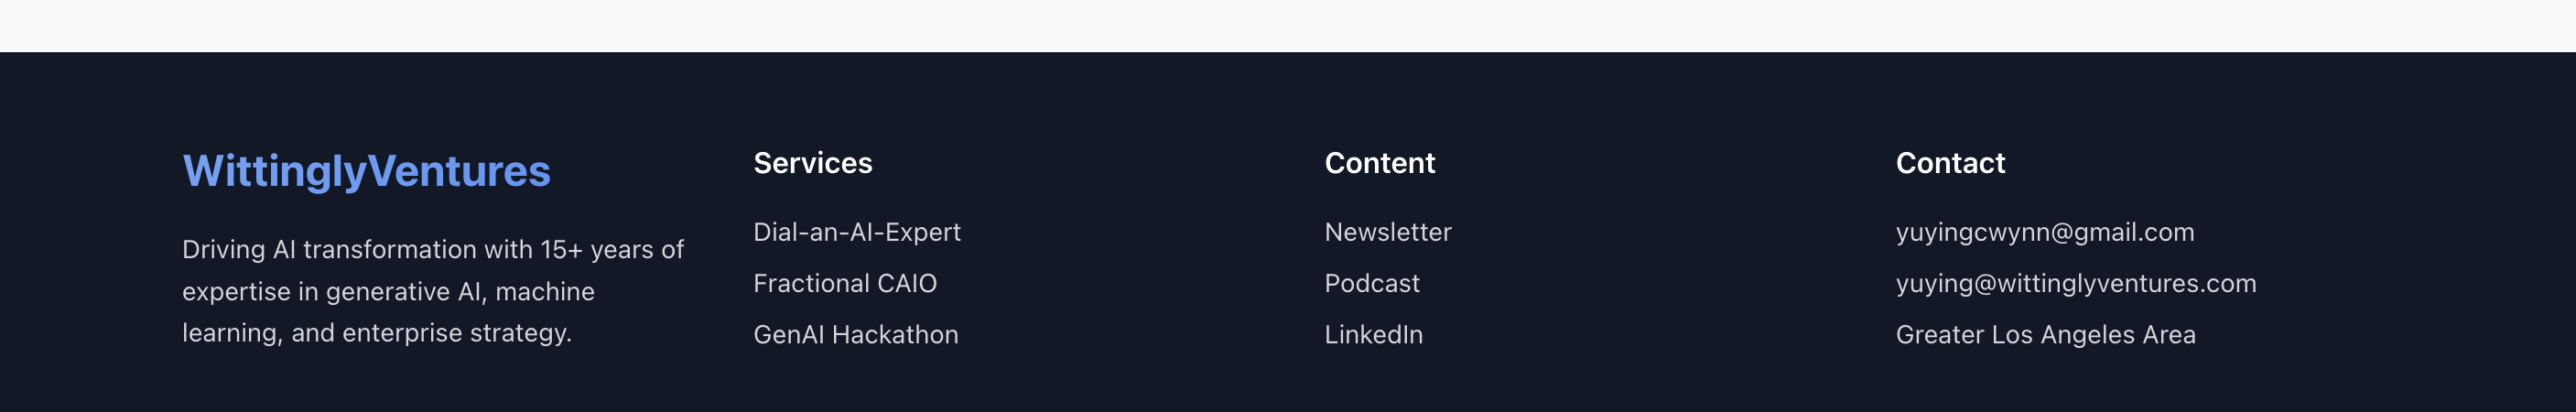 WittinglyVentures
Driving AI transformation with 15+ years of
expertise in generative AI, machine
learning, and enterprise strategy.
Services
Dial-an-AI-Expert
Fractional CAIO
GenAI Hackathon
Content
Newsletter
Podcast
LinkedIn
Contact
yuyingcwynn@gmail.com
yuying@wittinglyventures.com
Greater Los Angeles Area